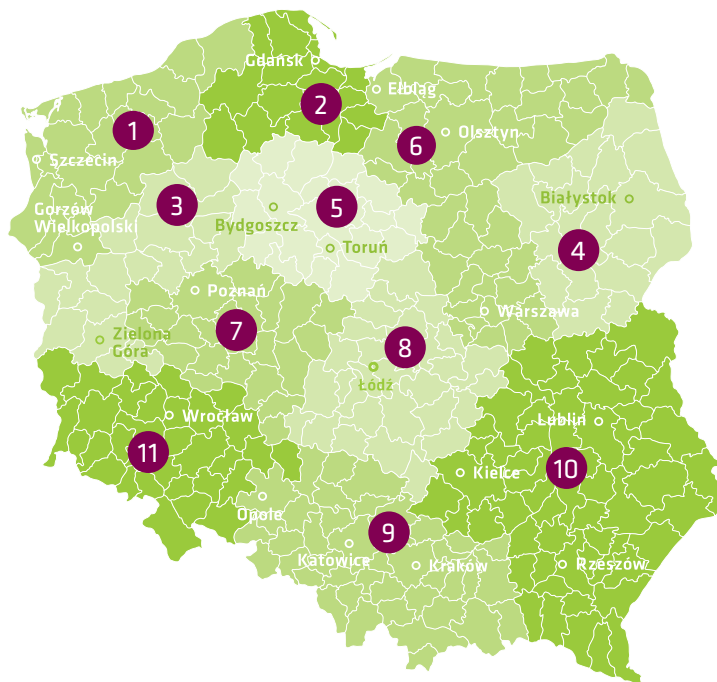 Gdańsk
Elbląg
2
1
6
Olsztyn
Szczecin
Białystok
3
5
Gorzów
Wielkopolski
Bydgoszcz
Toruń
4
Poznań
Warszawa
7
Zielona
Góra
8
Łódź
Wrocław
Lublin
11
10
Kielce
Opole
9
Katowice
Kraków
Rzeszów